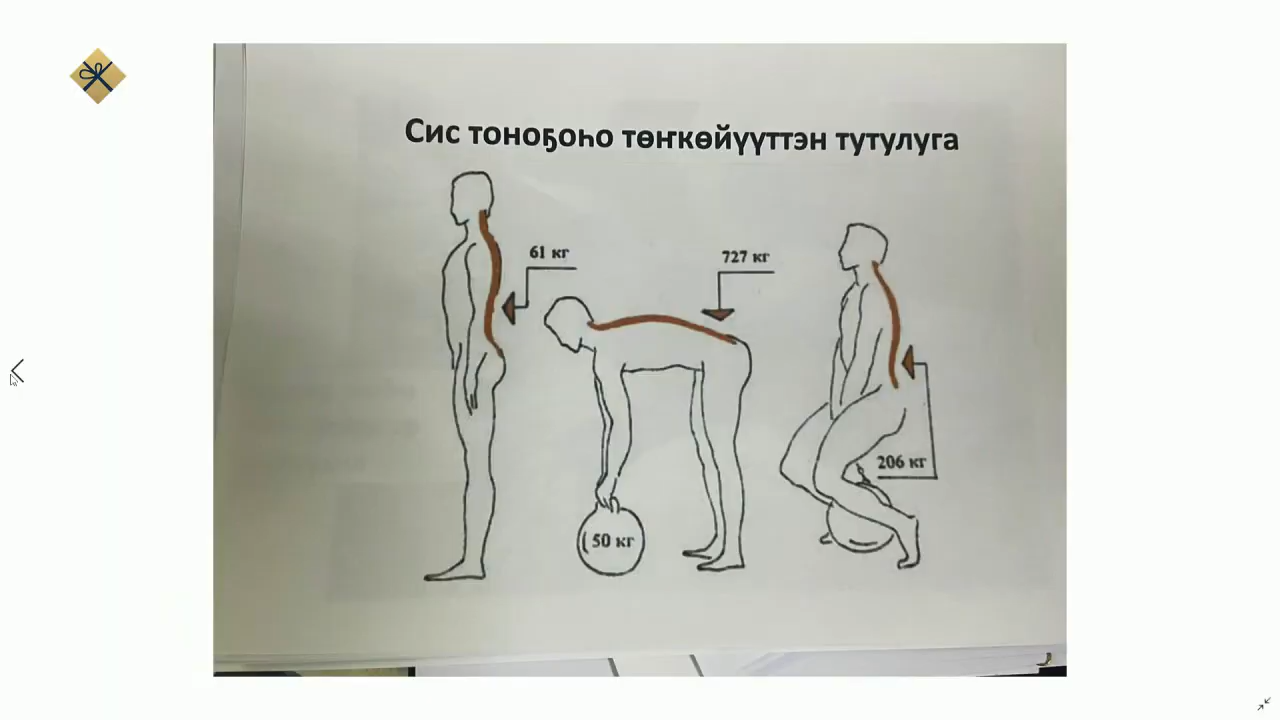 Сис тоноҕоһо төҥкөйүүттэн тутулуга
61 кг
727 кг
206 кг
50 кг